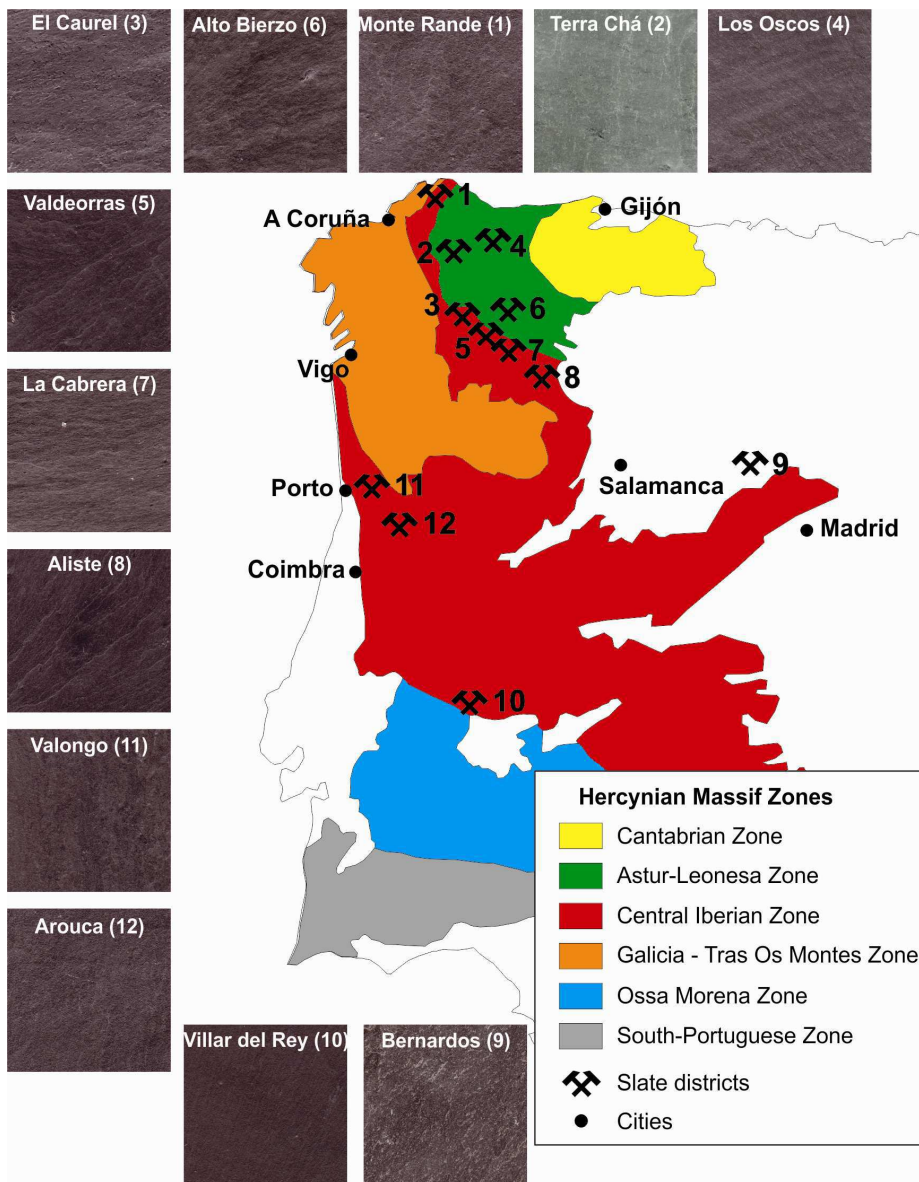 El Caurel (3)
Alto Bierzo (6)
Monte Rande (1)
Terra Chá (2)
Los Oscos (4)
Valdeorras (5)
La Cabrera (7)
Aliste (8)
Valongo (11)
Arouca (12)
Villar del Rey (10)
Bernardos (9)
1
A Coruña
Gijón
2
4
3
6
5
7
Vigo
8
9
Salamanca
Porto
11
12
Madrid
Coimbra
10
Hercynian Massif Zones
Cantabrian Zone
Astur-Leonesa Zone
Central Iberian Zone
Galicia - Tras Os Montes Zone
Ossa Morena Zone
South-Portuguese Zone
Slate districts
Cities